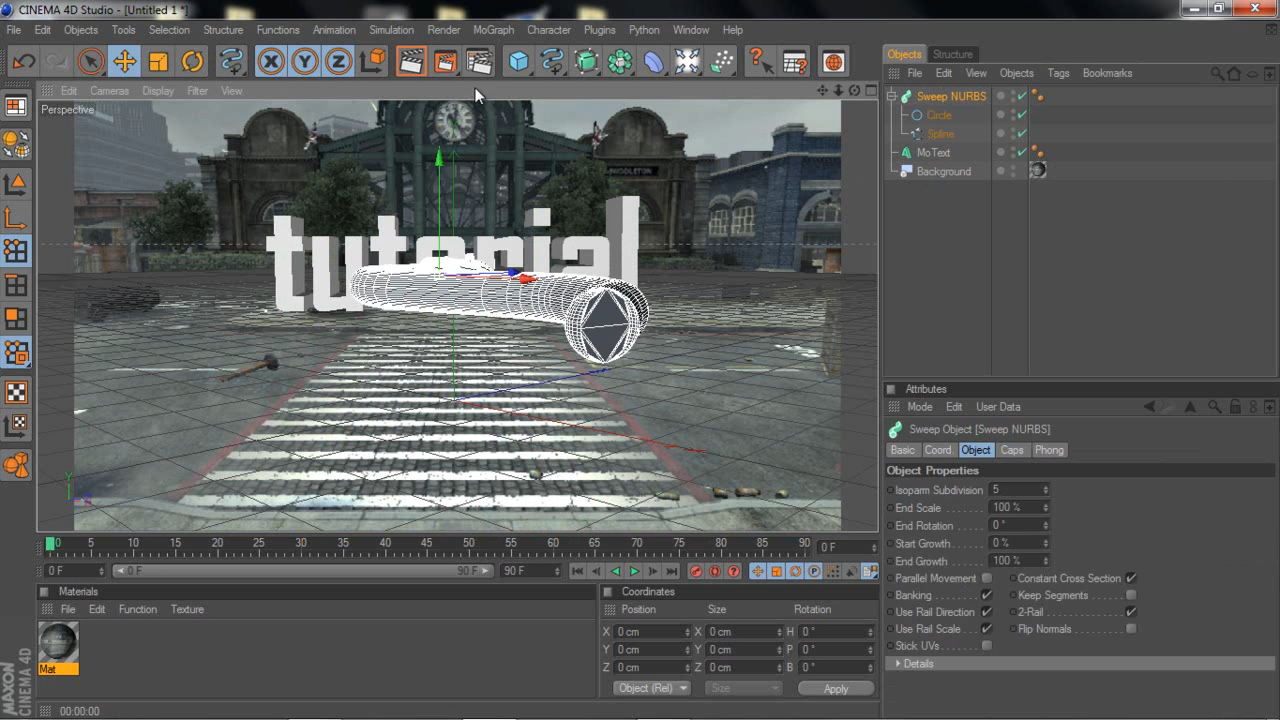 CINEMA 4D Studio - [Untitled 1 *]
File Edit Objects Tools Selection Structure Functions Animation Simulation Render MoGraph Character Plugins Python Window Help
X Y Z
Edit Cameras Display Filter View
Perspective
MIDDLETON
tutorial
Y
0 5 10 15 20 25 30 35 40 45 50 55 60 65 70 75 80 85 90 0 F
0 F 0 F 90 F 90 F
Materials
File Edit Function Texture
Mat
Coordinates
Position Size Rotation
X 0 cm X 0 cm H 0 °
Y 0 cm Y 0 cm P 0 °
Z 0 cm Z 0 cm B 0 °
Object (Rel) Size Apply
MAXON
CINEMA 4D
00:00:00
Objects Structure
File Edit View Objects Tags Bookmarks
Sweep NURBS
Circle
Spline
MoText
Background
Attributes
Mode Edit User Data
Sweep Object [Sweep NURBS]
Basic Coord Object Caps Phong
Object Properties
Isoparm Subdivision 5
End Scale 100 %
End Rotation 0 °
Start Growth 0 %
End Growth 100 %
Parallel Movement Constant Cross Section
Banking Keep Segments
Use Rail Direction 2-Rail
Use Rail Scale Flip Normals
Stick UVs
Details